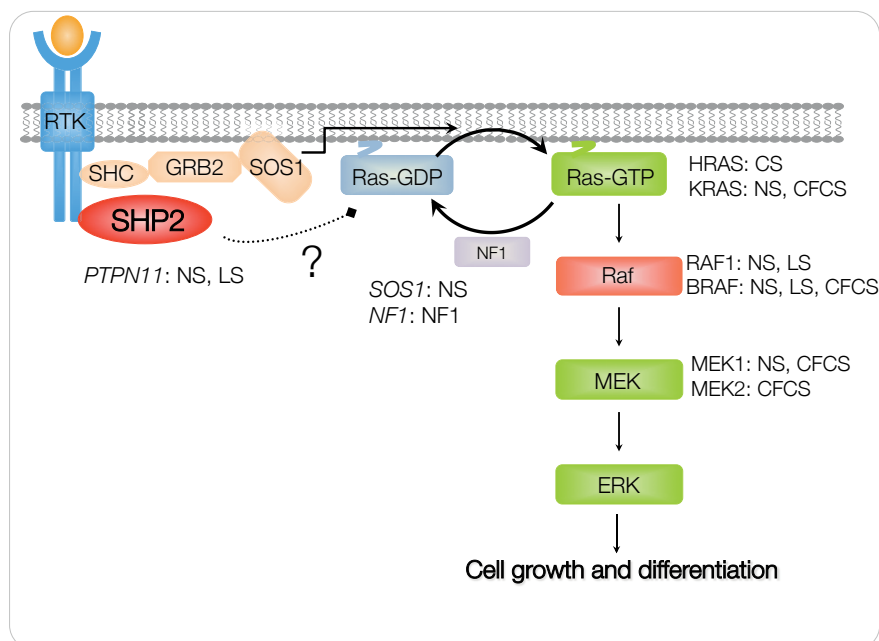 RTK
SHC
GRB2
SOS1
SHP2
PTPN11: NS, LS
?
Ras-GDP
Ras-GTP
NF1
SOS1: NS
NF1: NF1
HRAS: CS
KRAS: NS, CFCS
Raf
RAF1: NS, LS
BRAF: NS, LS, CFCS
MEK
MEK1: NS, CFCS
MEK2: CFCS
ERK
Cell growth and differentiation